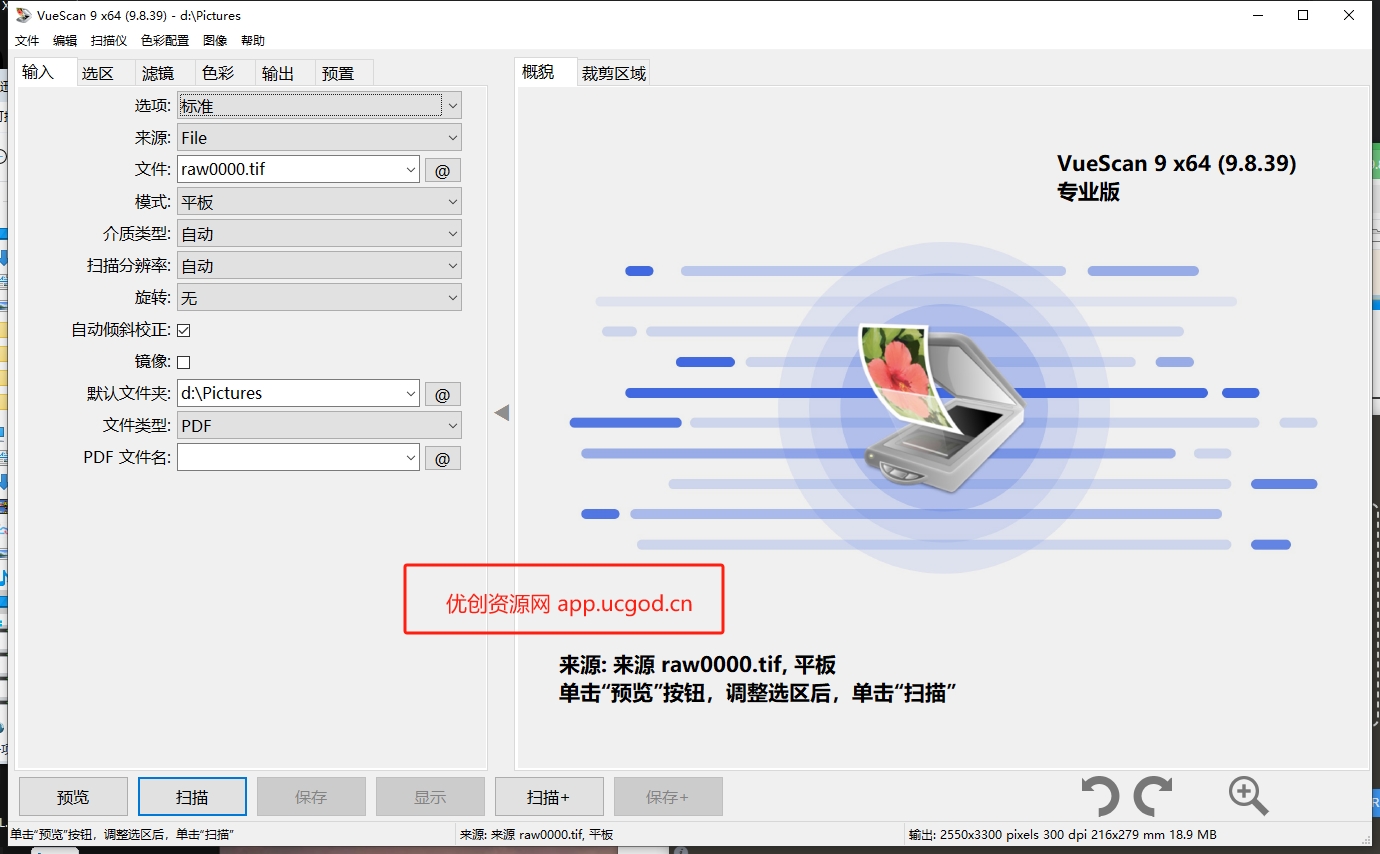 VueScan 9 x64 (9.8.39) - d:\Pictures
文件 编辑 扫描仪 色彩配置 图像 帮助
输入 选区 滤镜 色彩 输出 预置
选项: 标准
来源: File
文件: raw0000.tif @
模式: 平板
介质类型: 自动
扫描分辨率: 自动
旋转: 无
自动倾斜校正:
镜像:
默认文件夹: d:\Pictures @
文件类型: PDF
PDF 文件名: @
概貌 裁剪区域
VueScan 9 x64 (9.8.39)
专业版
优创资源网 app.ucgod.cn
来源: 来源 raw0000.tif, 平板
单击“预览”按钮，调整选区后，单击“扫描”
预览 扫描 保存 显示 扫描+ 保存+
单击“预览”按钮，调整选区后，单击“扫描” 来源: 来源 raw0000.tif, 平板 输出: 2550x3300 pixels 300 dpi 216x279 mm 18.9 MB